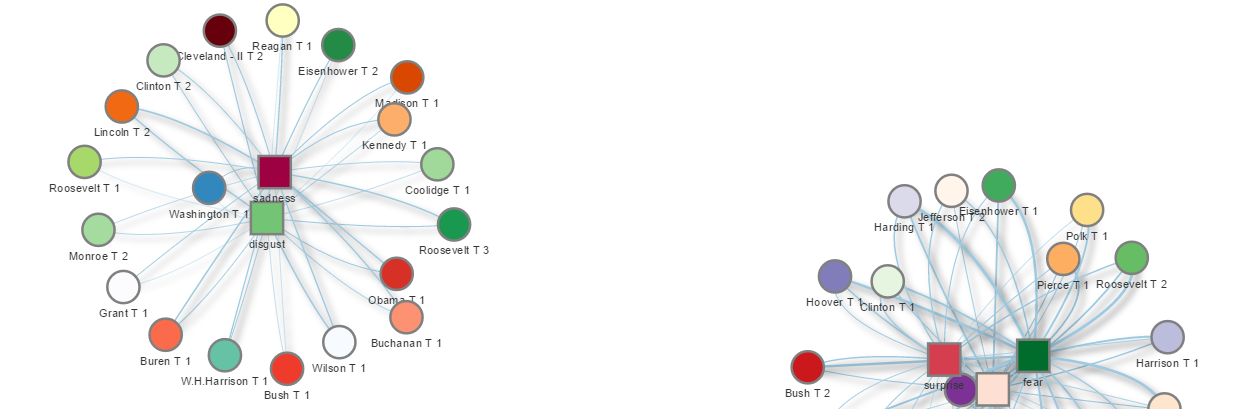 Reagan T 1
Cleveland - II T 2
Eisenhower T 2
Clinton T 2
Madison T 1
Lincoln T 2
Kennedy T 1
Roosevelt T 1
Coolidge T 1
sadness
Washington T 1
disgust
Roosevelt T 3
Monroe T 2
Obama T 1
Grant T 1
Buchanan T 1
Buren T 1
Wilson T 1
W.H.Harrison T 1
Bush T 1
Jefferson T 2
Eisenhower T 1
Harding T 1
Polk T 1
Pierce T 1
Roosevelt T 2
Hoover T 1
Clinton T 1
Harrison T 1
surprise
fear
Bush T 2